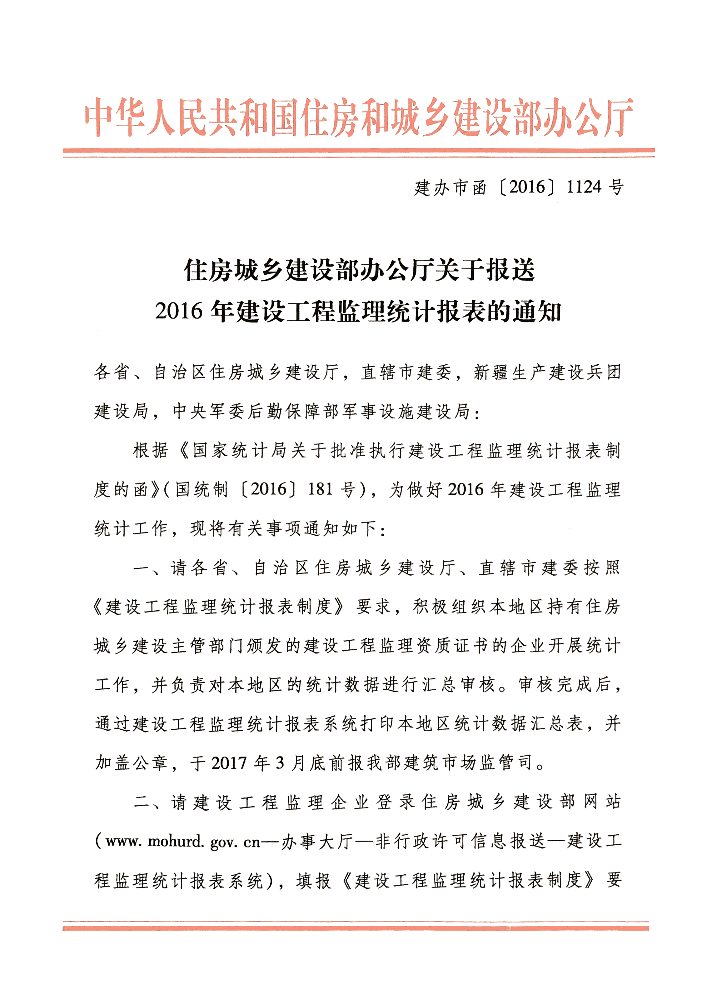 中华人民共和国住房和城乡建设部办公厅
建办市函〔2016〕1124号
住房城乡建设部办公厅关于报送
2016年建设工程监理统计报表的通知
各省、自治区住房城乡建设厅，直辖市建委，新疆生产建设兵团
建设局，中央军委后勤保障部军事设施建设局：
根据《国家统计局关于批准执行建设工程监理统计报表制
度的函》（国统制〔2016〕181号），为做好2016年建设工程监理
统计工作，现将有关事项通知如下：
一、请各省、自治区住房城乡建设厅、直辖市建委按照
《建设工程监理统计报表制度》要求，积极组织本地区持有住房
城乡建设主管部门颁发的建设工程监理资质证书的企业开展统计
工作，并负责对本地区的统计数据进行汇总审核。审核完成后，
通过建设工程监理统计报表系统打印本地区统计数据汇总表，并
加盖公章，于2017年3月底前报我部建筑市场监管司。
二、请建设工程监理企业登录住房城乡建设部网站
（www.mohurd.gov.cn—办事大厅—非行政许可信息报送—建设工
程监理统计报表系统），填报《建设工程监理统计报表制度》要